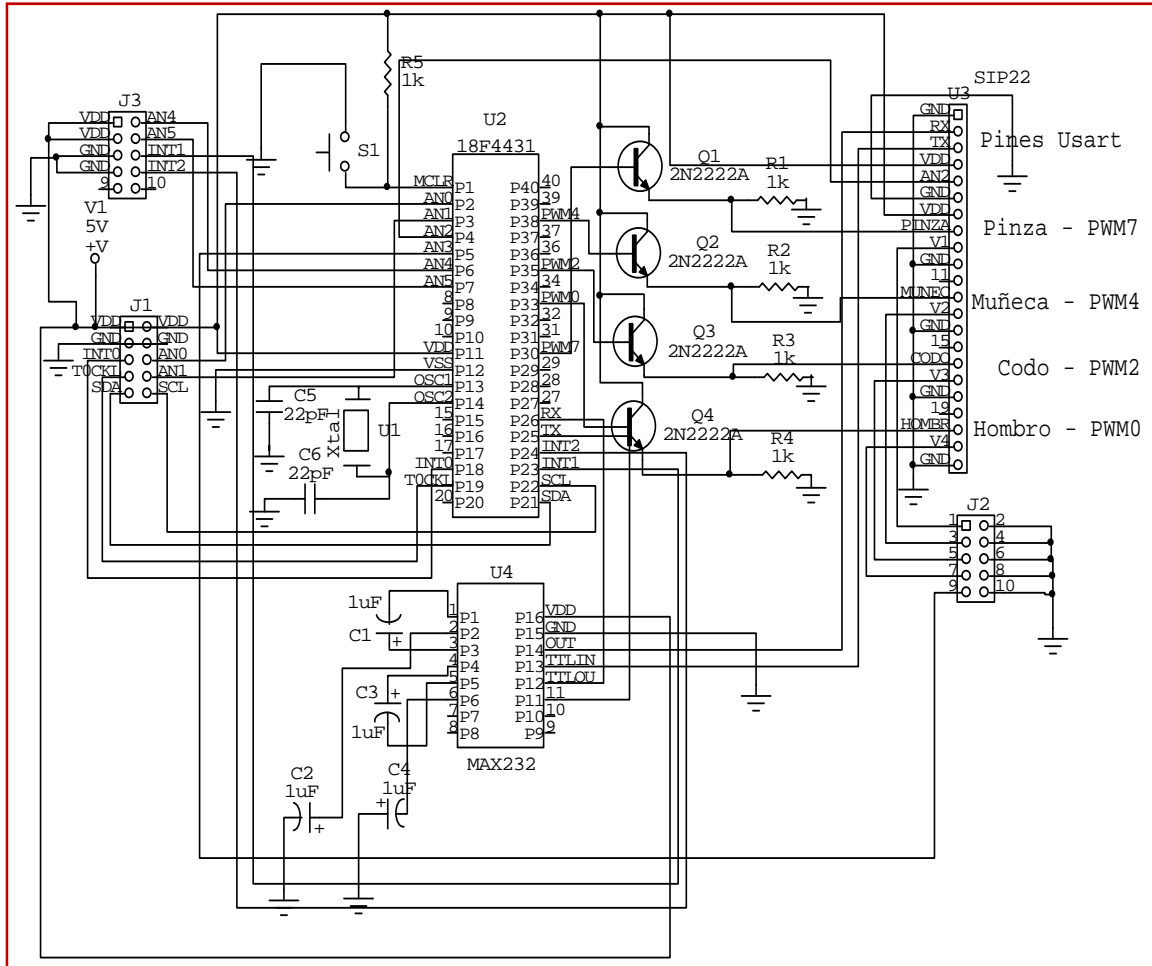 SIP22
U3
GND
RX
TX
VDD
AN2
GND
VDD
PINZA
V1
GND
11
MUNEC
V2
GND
15
CODO
V3
GND
19
HOMBR
V4
GND
Pines Usart
Pinza - PWM7
Muñeca - PWM4
Codo - PWM2
Hombro - PWM0
R5
1k
S1
J3
VDD AN4
VDD AN5
GND INT1
GND INT2
9 10
V1
5V
+V
J1
VDD VDD
GND GND
INT0 AN0
T0CKI AN1
SDA SCL
U2
18F4431
MCLR P1 P40 40
AN0 P2 P39 39
AN1 P3 P38 PWM4
AN2 P4 P37 37
AN3 P5 P36 36
AN4 P6 P35 PWM2
AN5 P7 P34 34
8 P8 P33 PWM0
9 P9 P32 32
10 P10 P31 31
VDD P11 P30 PWM7
VSS P12 P29 29
OSC1 P13 P28 28
OSC2 P14 P27 27
15 P15 P26 RX
16 P16 P25 TX
17 P17 P24 INT2
INT0 P18 P23 INT1
T0CKI P19 P22 SCL
20 P20 P21 SDA
Q1
2N2222A
R1
1k
Q2
2N2222A
R2
1k
Q3
2N2222A
R3
1k
Q4
2N2222A
R4
1k
C5
22pF
Xtal
U1
C6
22pF
J2
1 2
3 4
5 6
7 8
9 10
U4
1 P1 P16 VDD
2 P2 P15 GND
3 P3 P14 OUT
4 P4 P13 TTLIN
5 P5 P12 TTLOU
6 P6 P11 11
7 P7 P10 10
8 P8 P9 9
MAX232
1uF
C1
+
C3
+
1uF
C2
1uF
+
C4
1uF
+